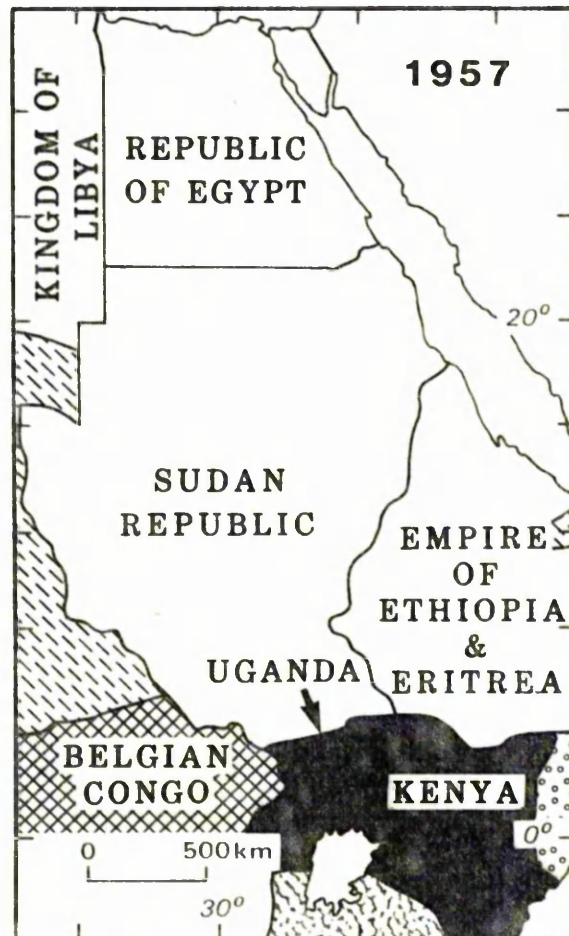 1957
KINGDOM OF
LIBYA
REPUBLIC
OF EGYPT
20°
SUDAN
REPUBLIC
EMPIRE
OF
ETHIOPIA
&
ERITREA
UGANDA
BELGIAN
CONGO
KENYA
0°
0 500km
30°